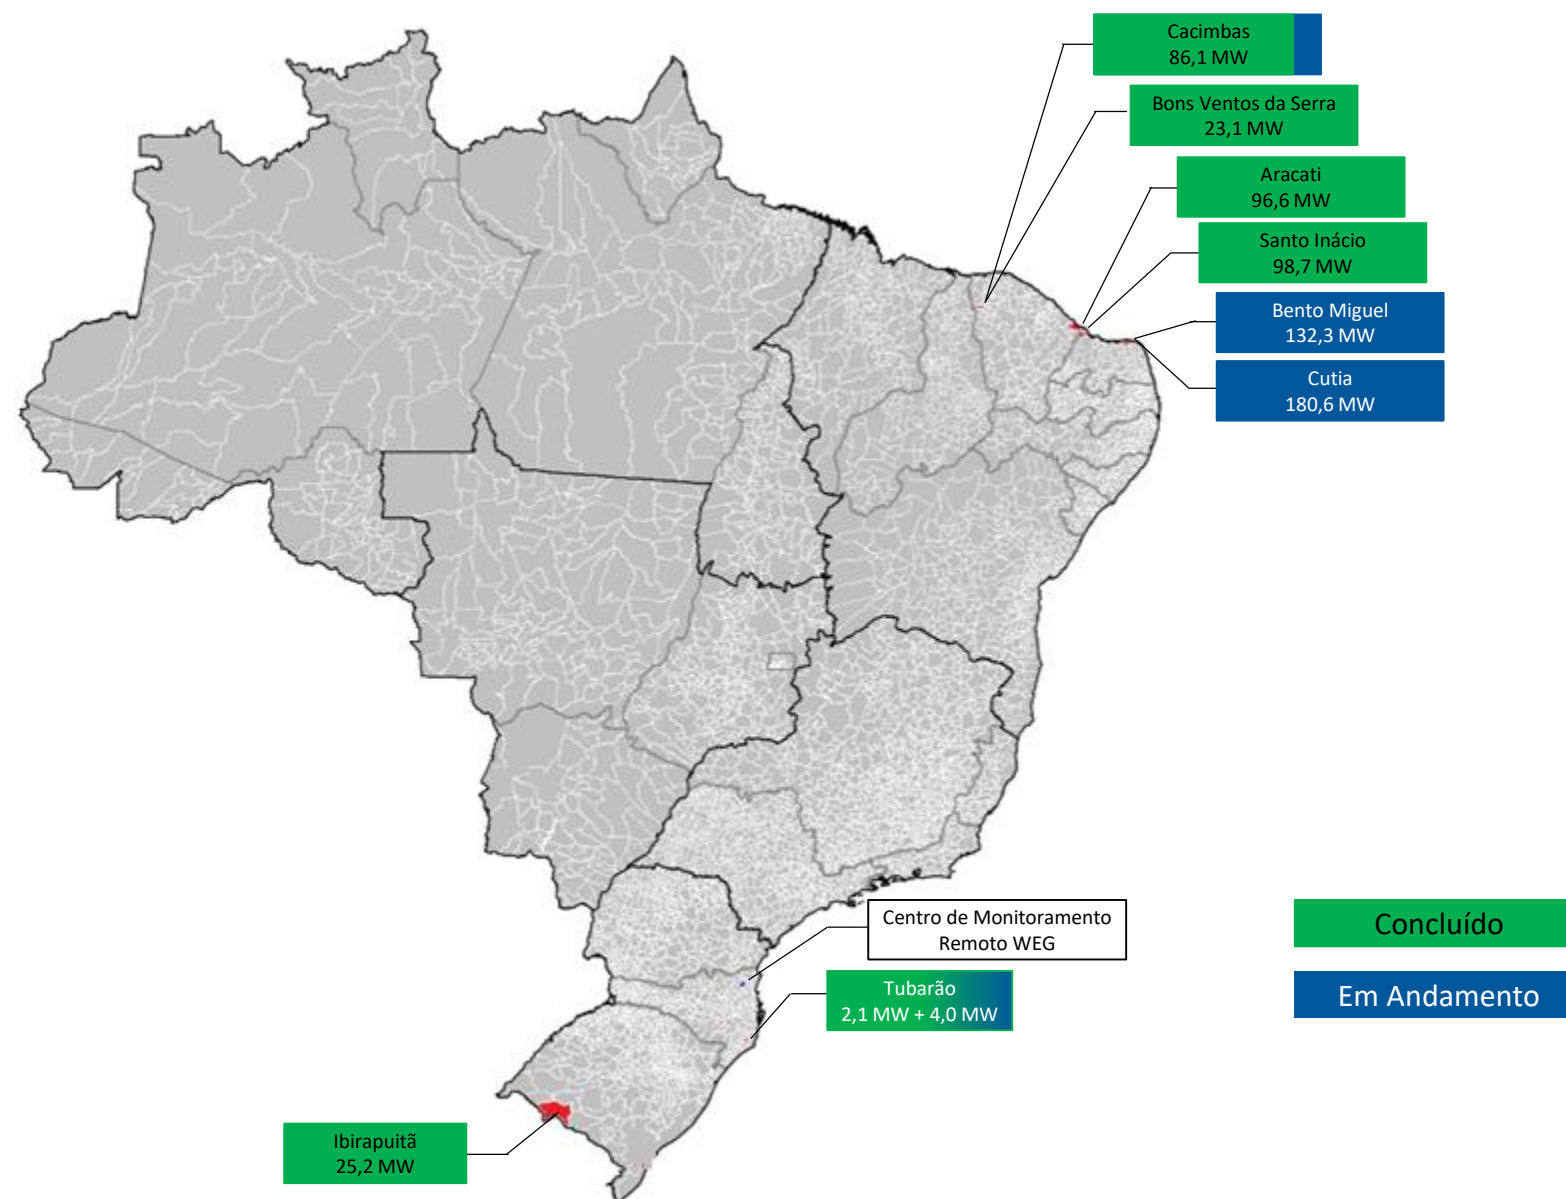 Cacimbas
86,1 MW
Bons Ventos da Serra
23,1 MW
Aracati
96,6 MW
Santo Inácio
98,7 MW
Bento Miguel
132,3 MW
Cutia
180,6 MW
Centro de Monitoramento
Remoto WEG
Concluído
Tubarão
2,1 MW + 4,0 MW
Em Andamento
Ibirapuitã
25,2 MW